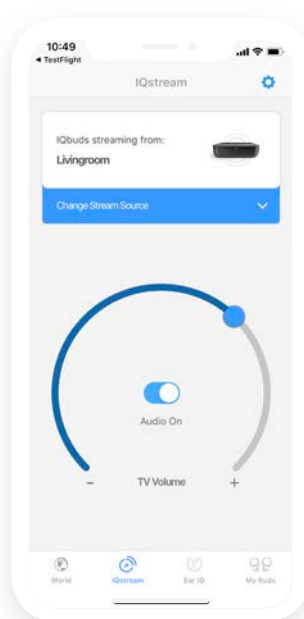 10:49
◀ TestFlight
IQstream
IQbuds streaming from:
Livingroom
Change Stream Source
Audio On
− TV Volume +
World IQstream Ear ID My Buds